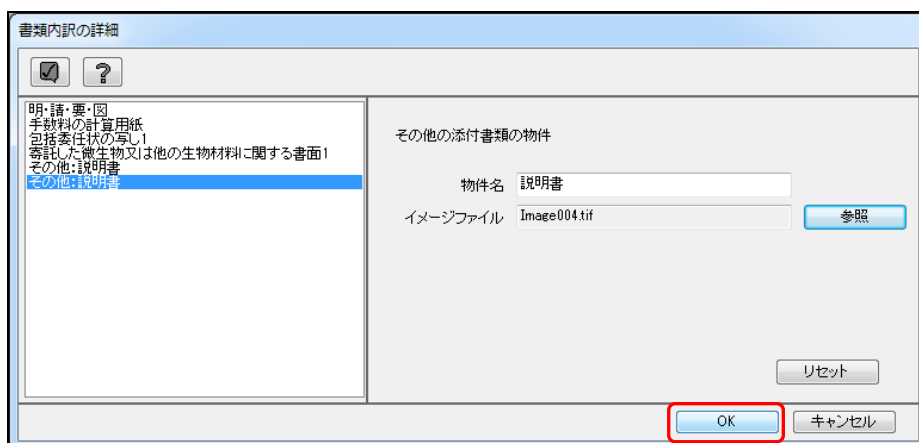 書類内訳の詳細
明・請・要・図
手数料の計算用紙
包括委任状の写し1
寄託した微生物又は他の生物材料に関する書面1
その他:説明書
その他:説明書
その他の添付書類の物件
物件名 説明書
イメージファイル Image004.tif 参照
リセット
OK キャンセル